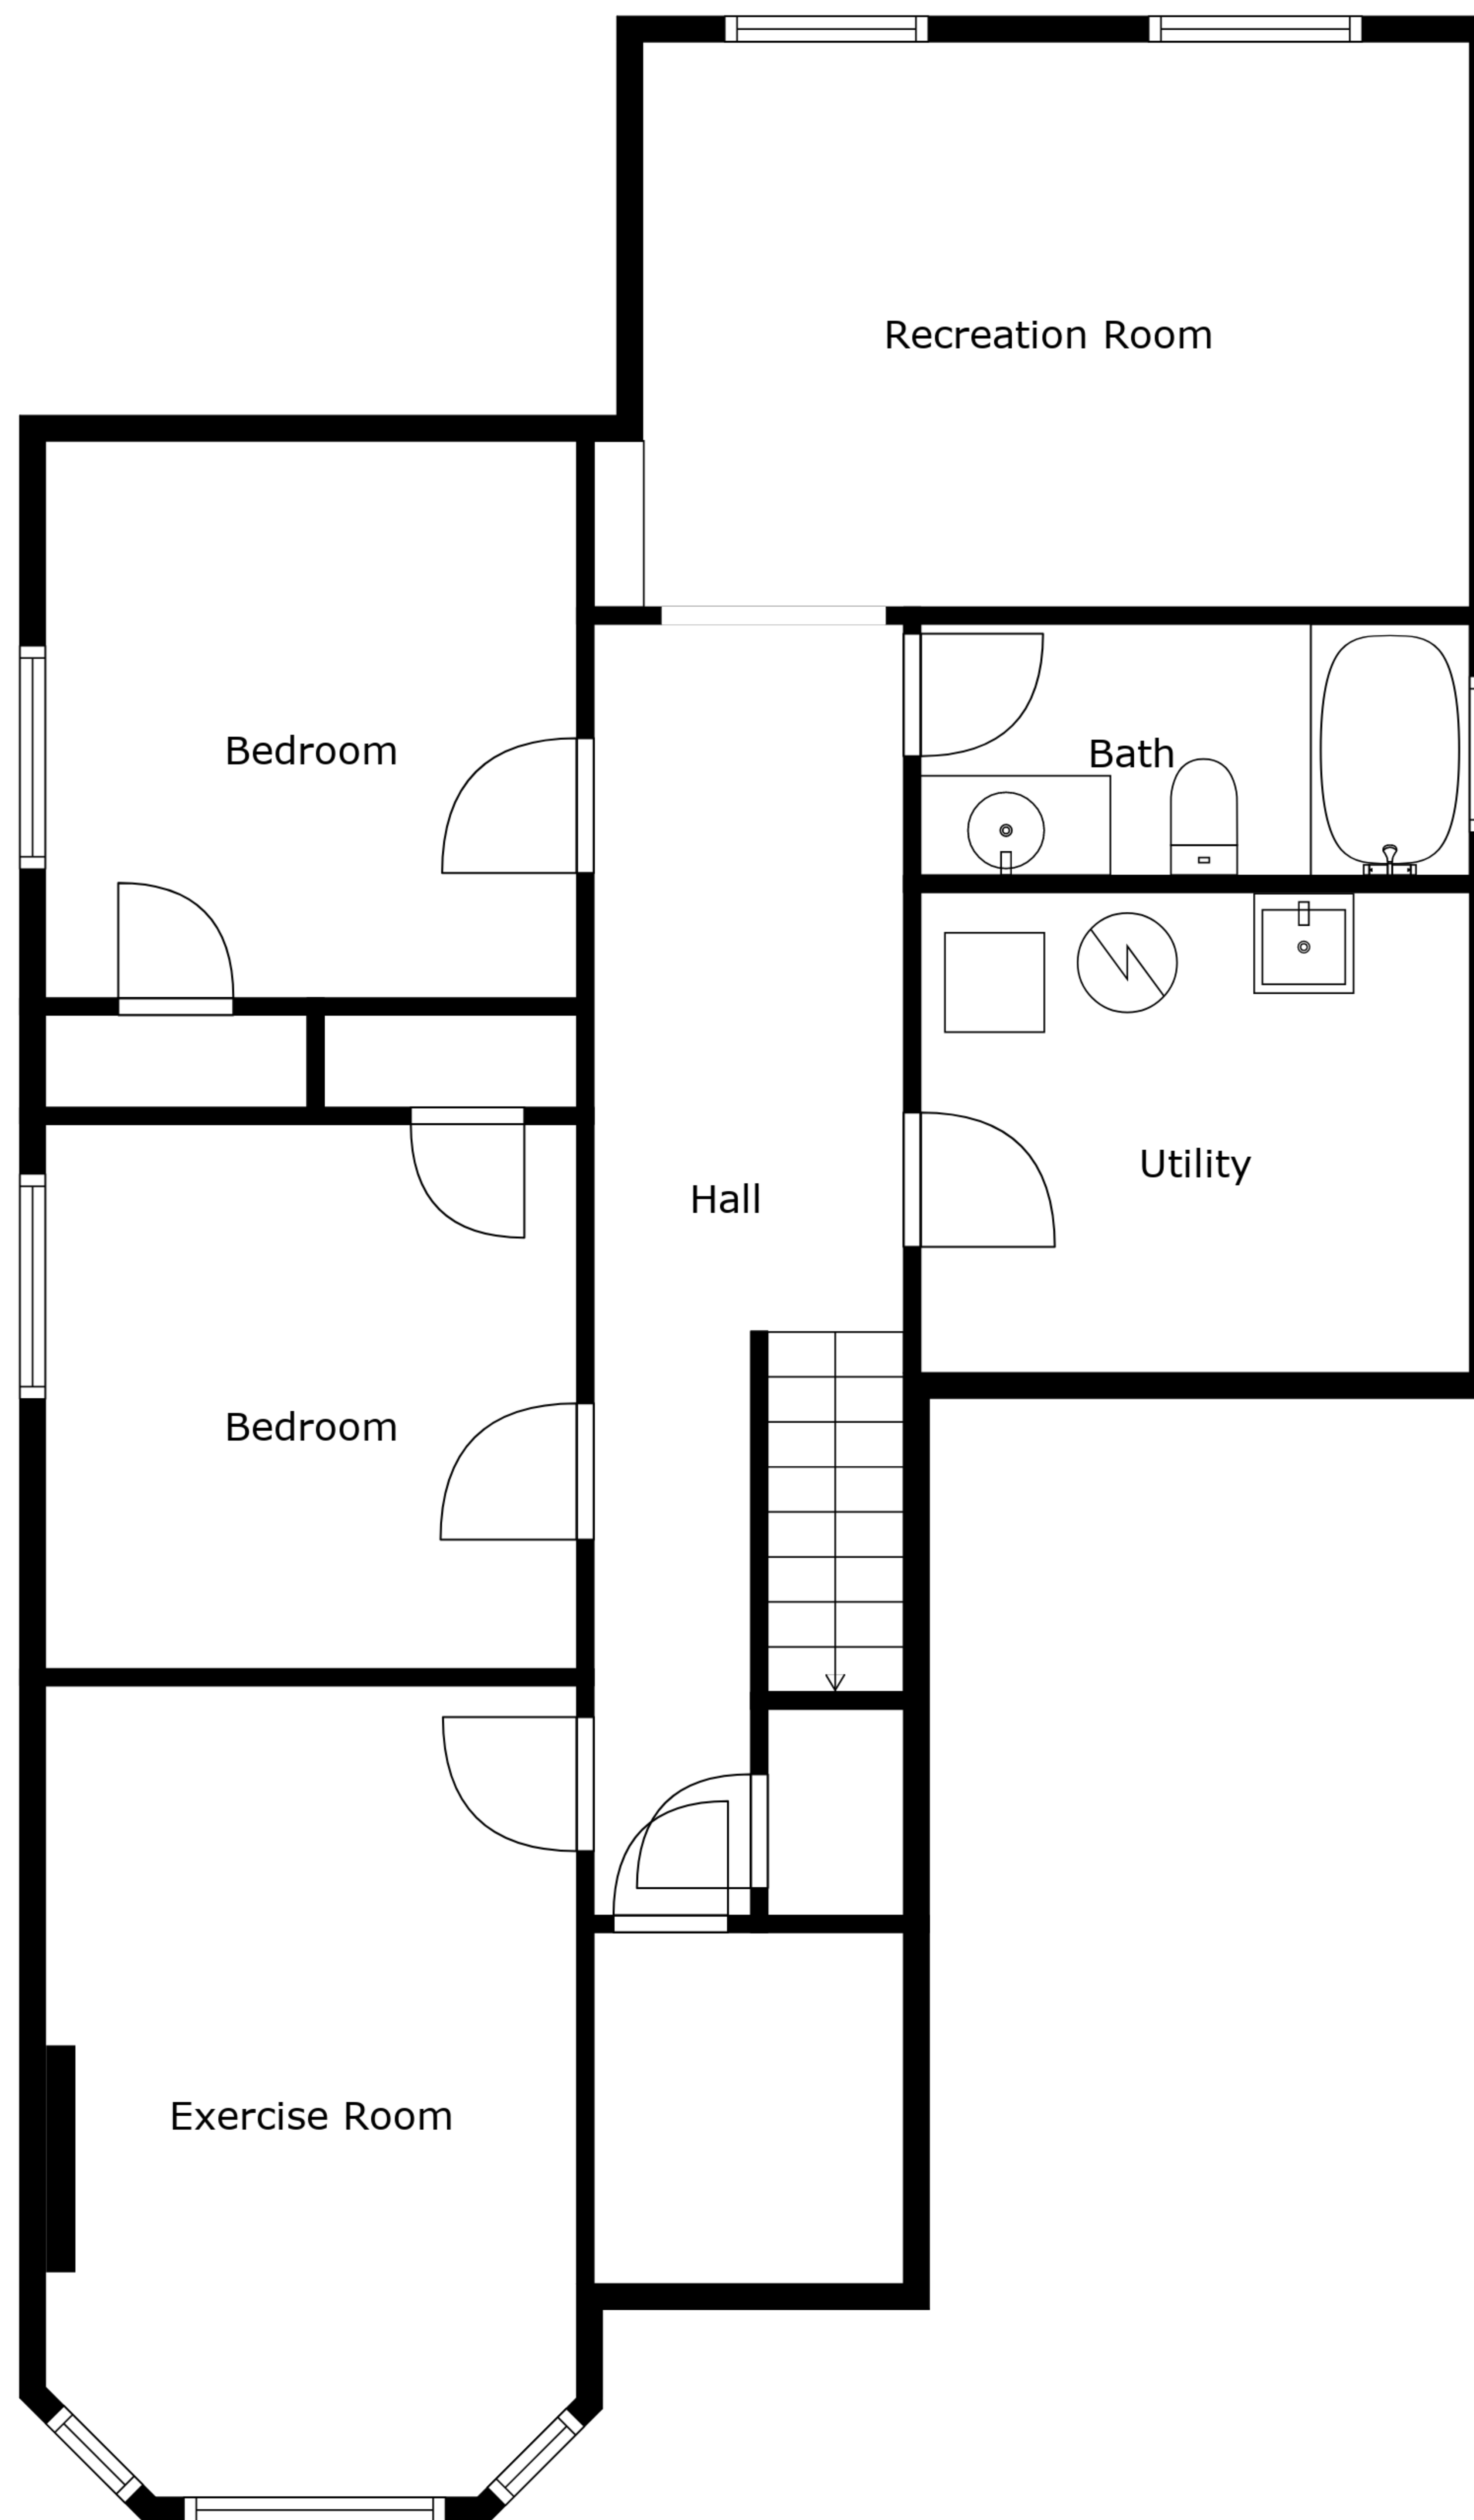 Recreation Room
Bedroom
Bath
Utility
Hall
Bedroom
Exercise Room